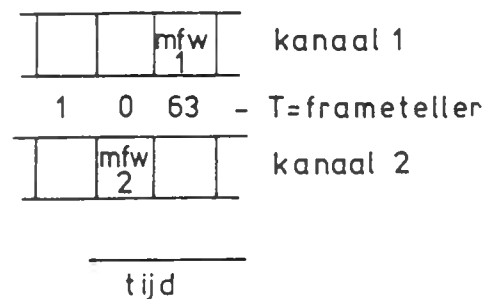 mfw
1
kanaal 1
1 0 63 - T=frameteller
mfw
2
kanaal 2
tijd